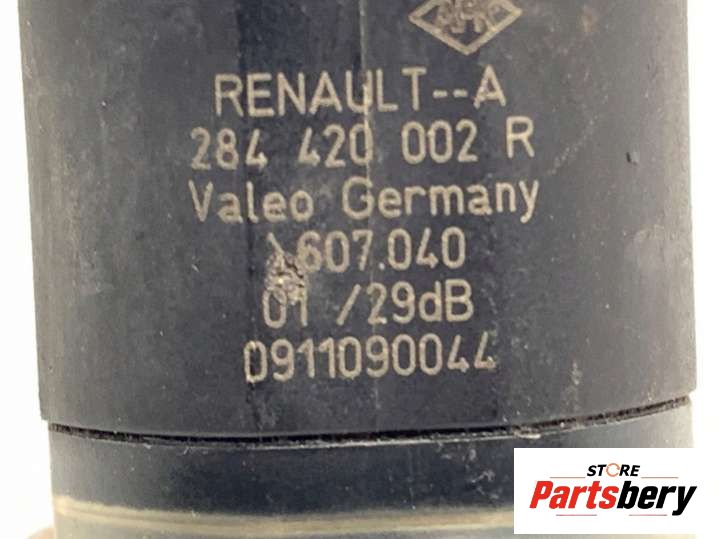 RENAULT--A
284 420 002 R
Valeo Germany
607.040
01 /29dB
0911090044
STORE
Partsbery